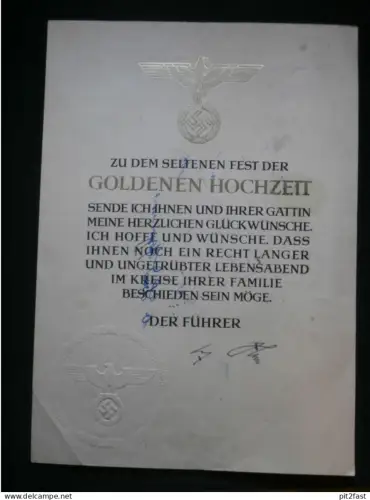 ZU DEM SELTENEN FEST DER
GOLDENEN HOCHZEIT
SENDE ICH IHNEN UND IHRER GATTIN
MEINE HERZLICHEN GLÜCKWÜNSCHE.
ICH HOFFE UND WÜNSCHE, DASS
IHNEN NOCH EIN RECHT LANGER
UND UNGETRÜBTER LEBENSABEND
IM KREISE IHRER FAMILIE
BESCHIEDEN SEIN MÖGE.
DER FÜHRER
www.delcampe.net
pit2fast